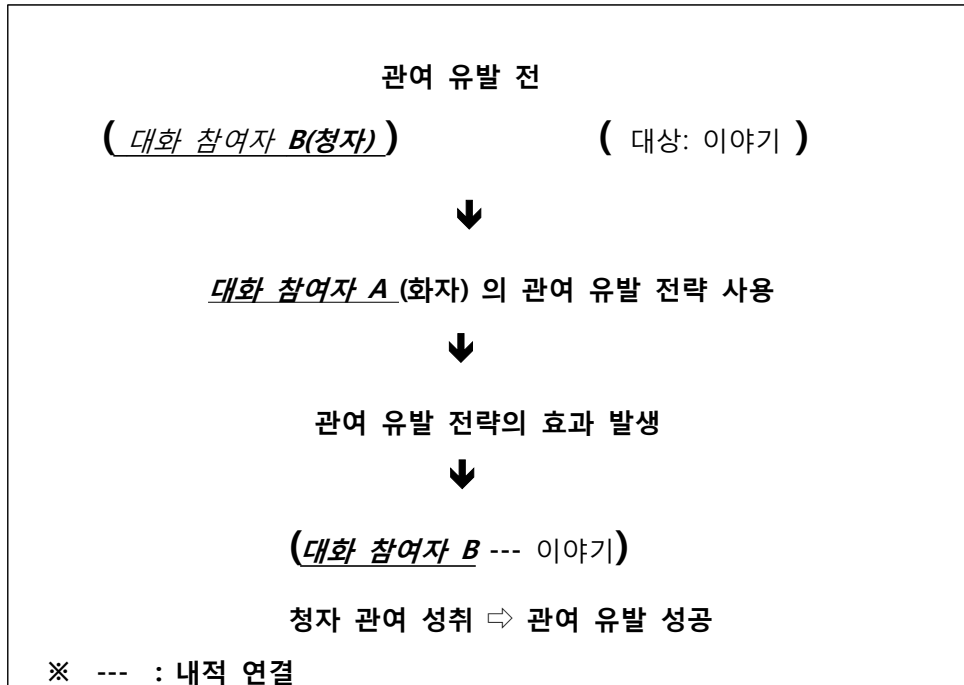 관여 유발 전
( 대화 참여자 B(청자) ) ( 대상: 이야기 )
🡻
대화 참여자 A (화자) 의 관여 유발 전략 사용
🡻
관여 유발 전략의 효과 발생
🡻
(대화 참여자 B --- 이야기)
청자 관여 성취 ⇨ 관여 유발 성공
※ --- : 내적 연결